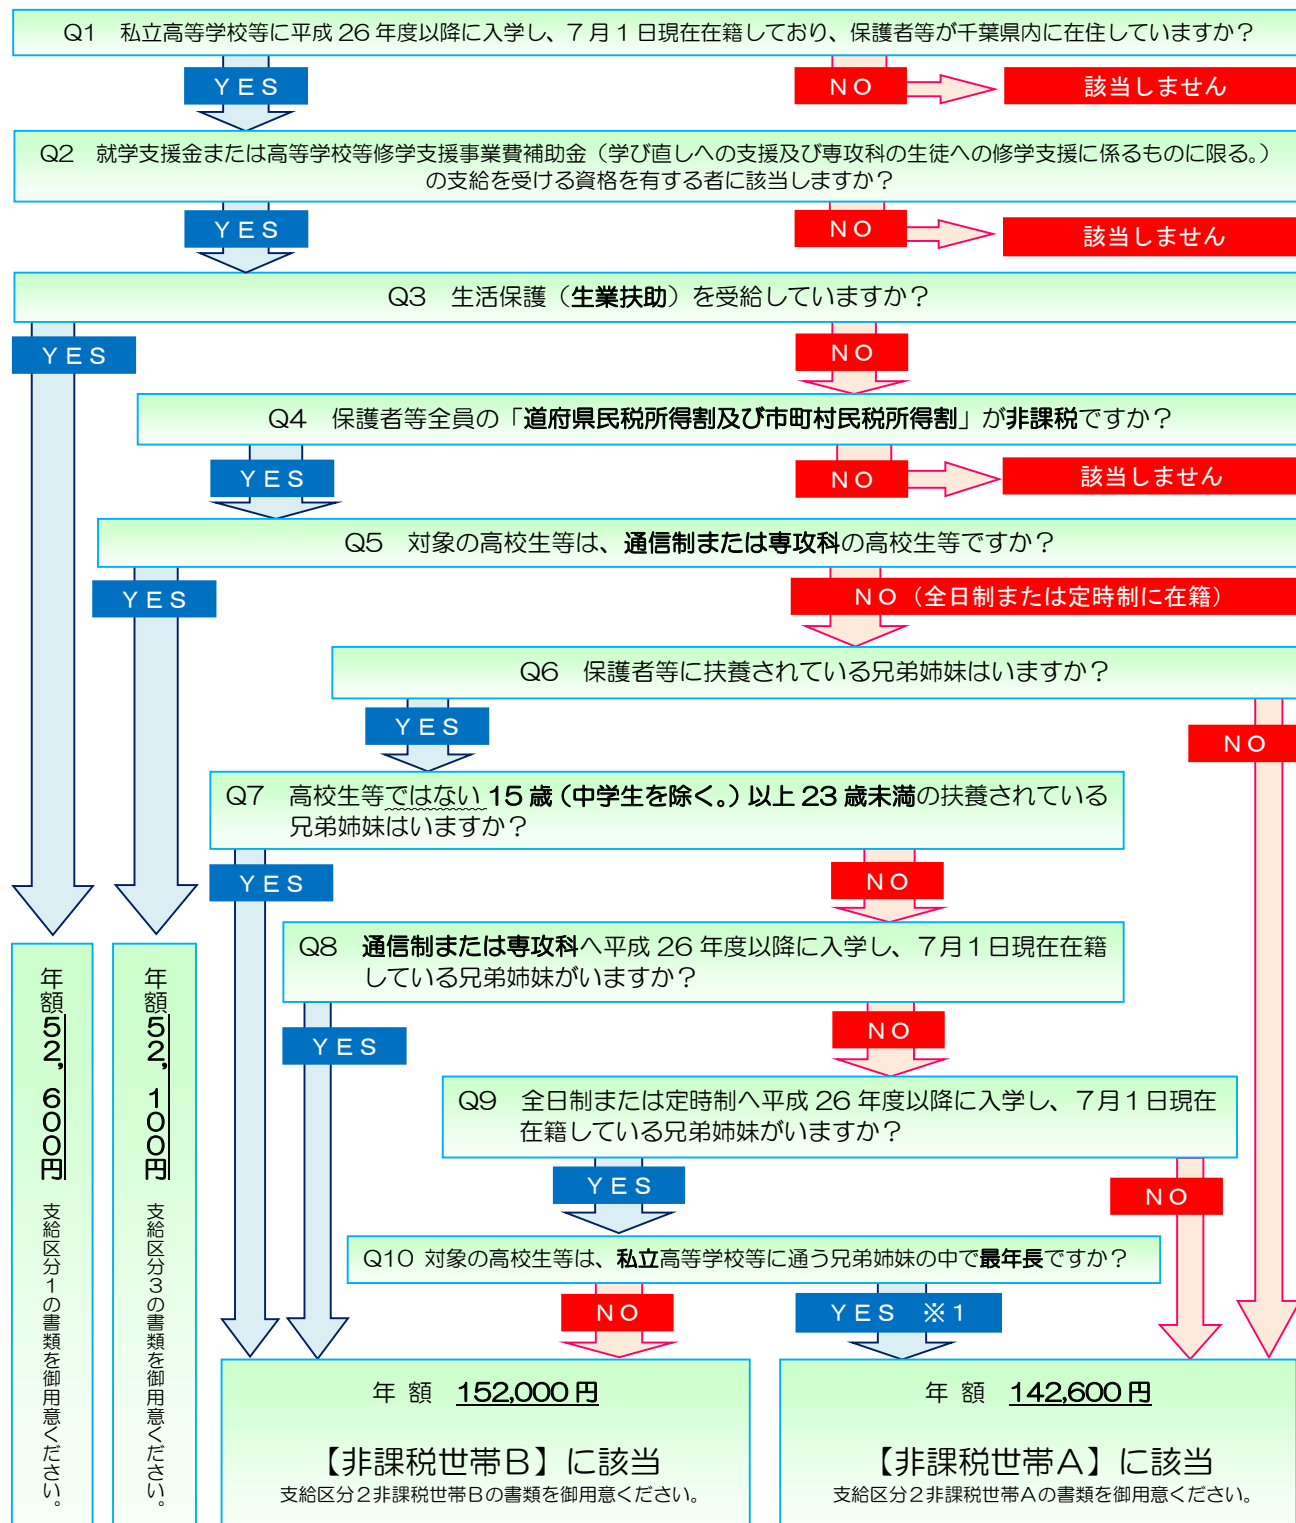 Q1　私立高等学校等に平成 26 年度以降に入学し、7 月 1 日現在在籍しており、保護者等が千葉県内に在住していますか？
ＹＥＳ
ＮＯ
該当しません
Q2　就学支援金または高等学校等修学支援事業費補助金（学び直しへの支援及び専攻科の生徒への修学支援に係るものに限る。）
の支給を受ける資格を有する者に該当しますか？
ＹＥＳ
ＮＯ
該当しません
Q3　生活保護（生業扶助）を受給していますか？
ＹＥＳ
ＮＯ
Q4　保護者等全員の「道府県民税所得割及び市町村民税所得割」が非課税ですか？
ＹＥＳ
ＮＯ
該当しません
Q5　対象の高校生等は、通信制または専攻科の高校生等ですか？
ＹＥＳ
ＮＯ（全日制または定時制に在籍）
Q6　保護者等に扶養されている兄弟姉妹はいますか？
ＹＥＳ
ＮＯ
Q7　高校生等ではない 15 歳（中学生を除く。）以上 23 歳未満の扶養されている
兄弟姉妹はいますか？
ＹＥＳ
ＮＯ
Q8　通信制または専攻科へ平成 26 年度以降に入学し、7月1日現在在籍
している兄弟姉妹がいますか？
ＹＥＳ
ＮＯ
Q9　全日制または定時制へ平成 26 年度以降に入学し、7月1日現在
在籍している兄弟姉妹がいますか？
ＹＥＳ
ＮＯ
Q10 対象の高校生等は、私立高等学校等に通う兄弟姉妹の中で最年長ですか？
ＮＯ
ＹＥＳ　※１
年額52,600円　支給区分1の書類を御用意ください。
年額52,100円　支給区分3の書類を御用意ください。
年 額　152,000 円
【非課税世帯B】に該当
支給区分2非課税世帯Bの書類を御用意ください。
年 額　142,600 円
【非課税世帯A】に該当
支給区分2非課税世帯Aの書類を御用意ください。